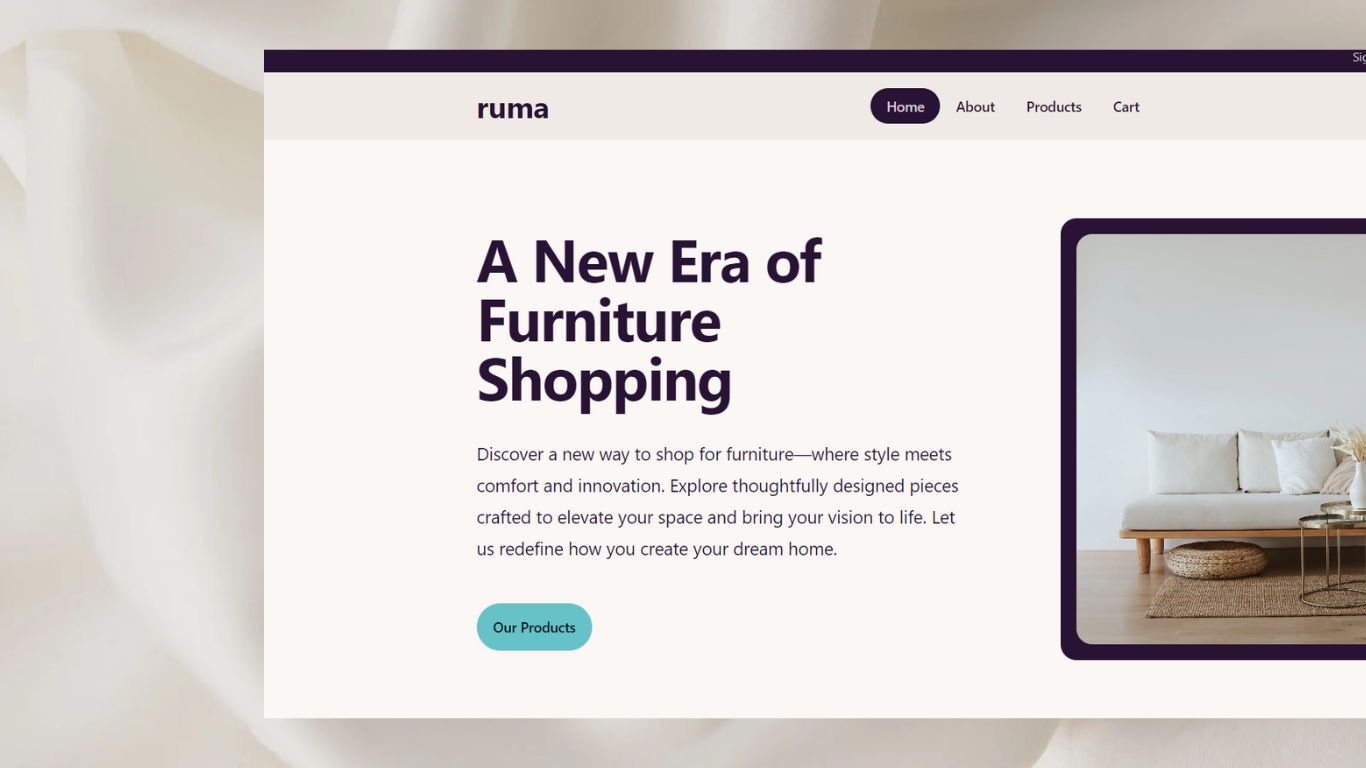 ruma
Home About Products Cart
A New Era of
Furniture
Shopping
Discover a new way to shop for furniture—where style meets
comfort and innovation. Explore thoughtfully designed pieces
crafted to elevate your space and bring your vision to life. Let
us redefine how you create your dream home.
Our Products